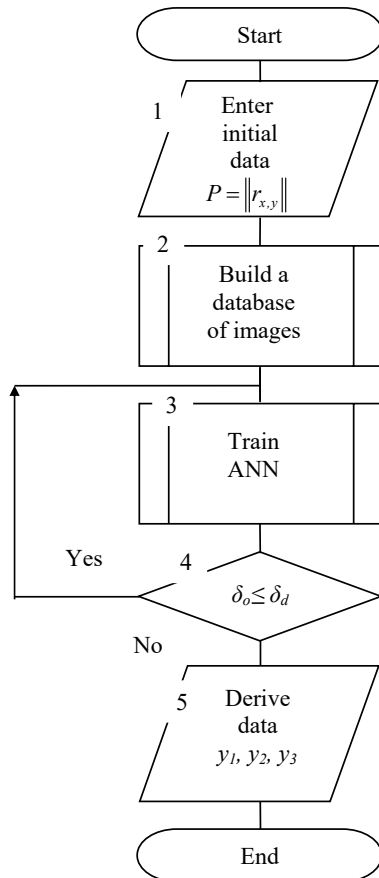 Start
1
Enter
initial
data
P = ‖r_{x,y}‖
2
Build a
database
of images
3
Train
ANN
Yes
4
δ_o ≤ δ_d
No
5
Derive
data
y_1, y_2, y_3
End